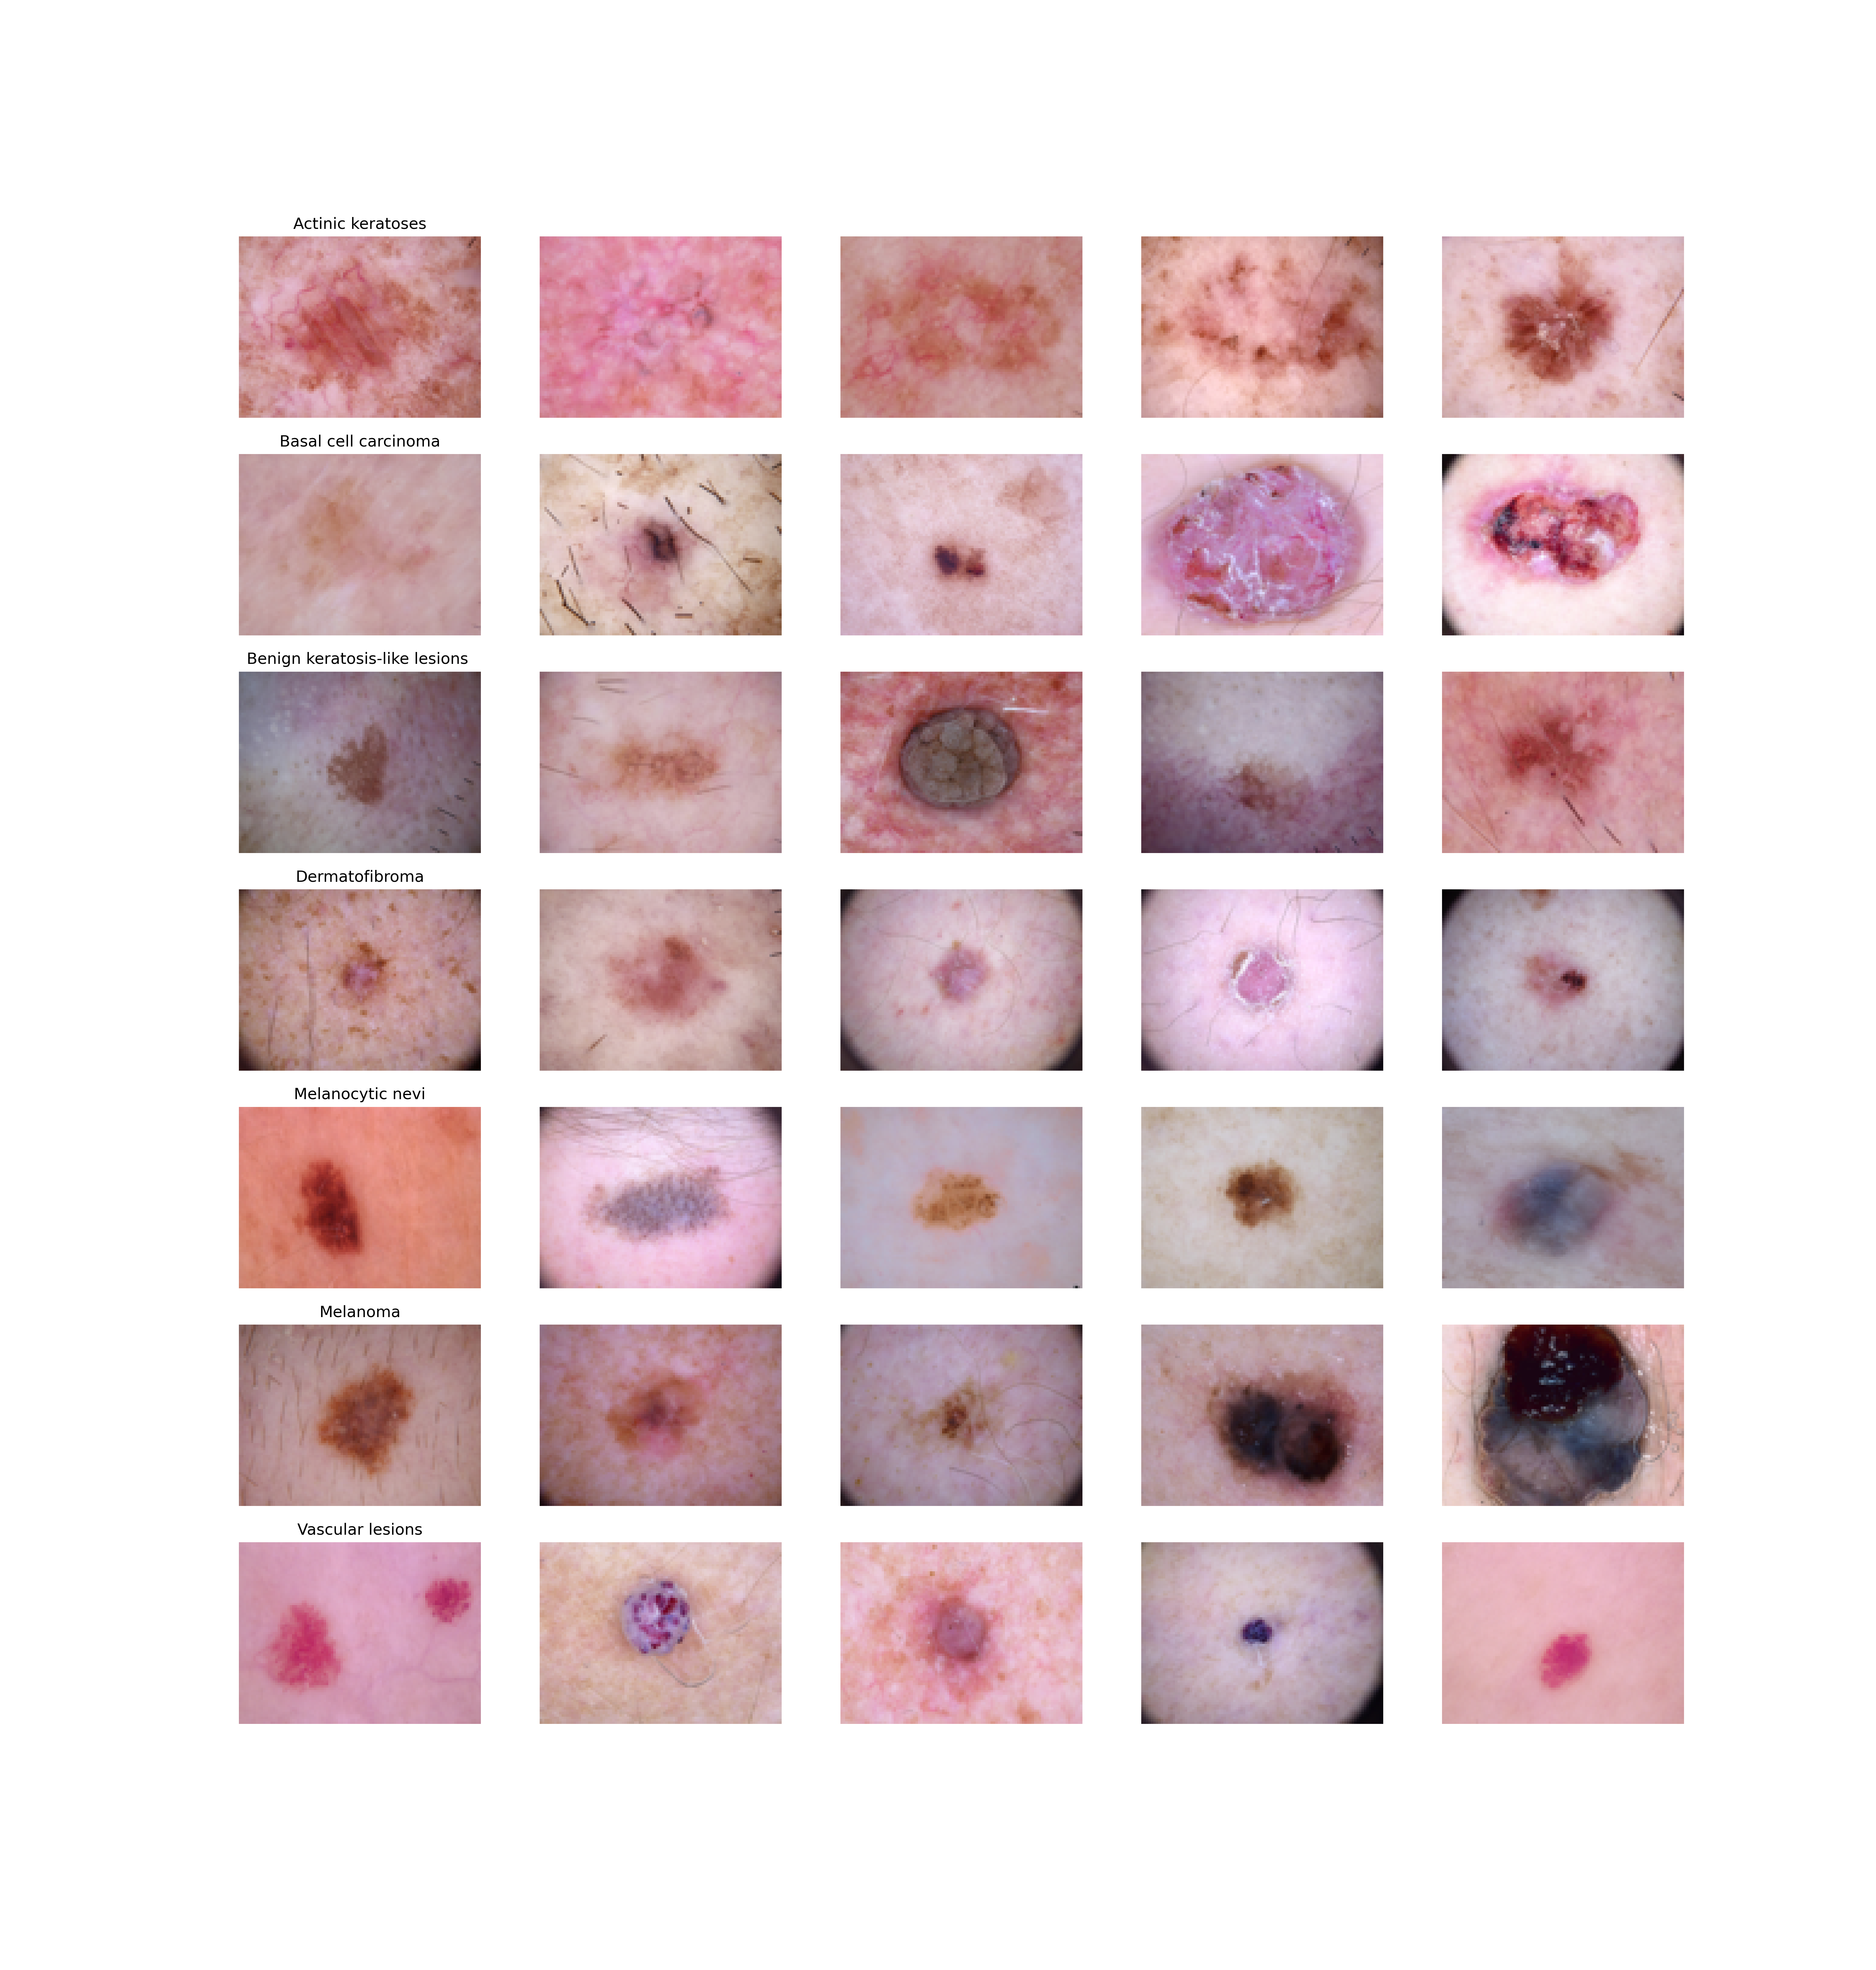 Actinic keratoses
Basal cell carcinoma
Benign keratosis-like lesions
Dermatofibroma
Melanocytic nevi
Melanoma
Vascular lesions